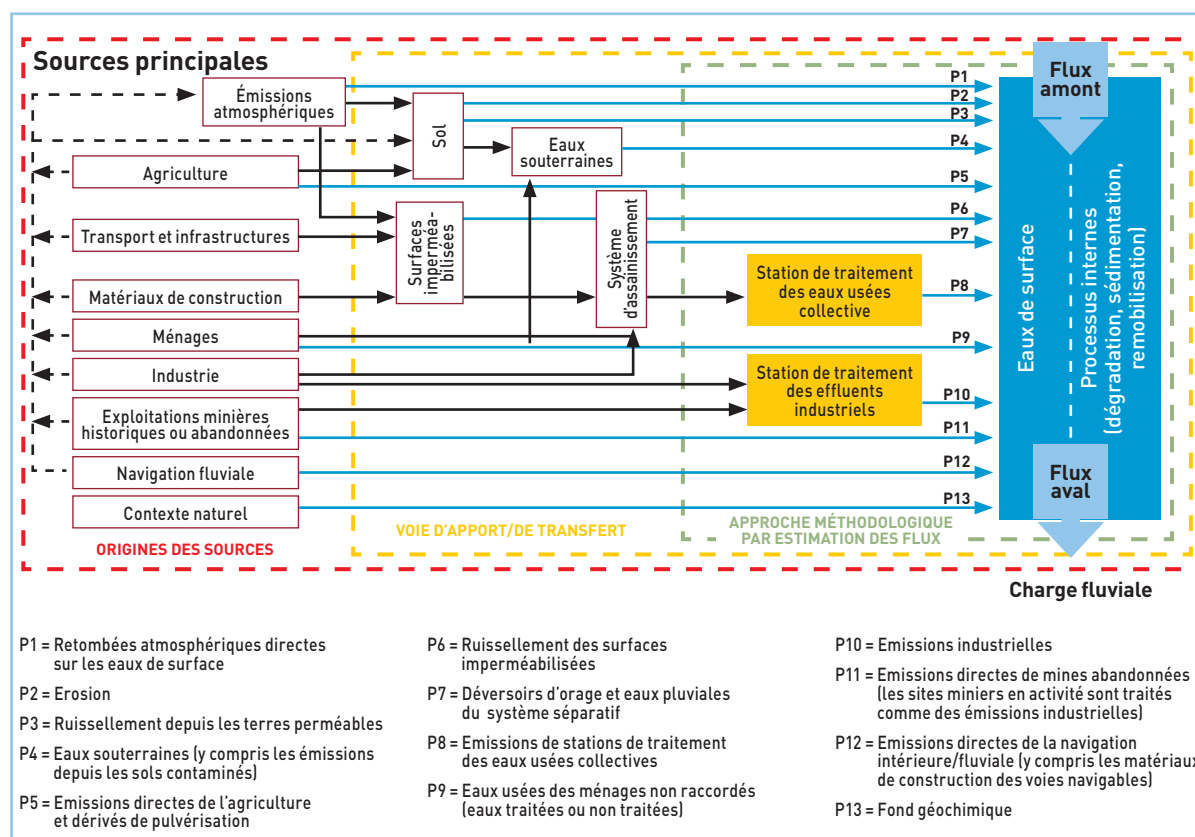 Sources principales
Émissions
atmosphériques
Sol
Eaux
souterraines
Agriculture
Transport et infrastructures
Surfaces
imperméa-
bilisées
Système
d'assainissement
Matériaux de construction
Ménages
Industrie
Exploitations minières
historiques ou abandonnées
Navigation fluviale
Contexte naturel
Station de traitement
des eaux usées
collective
Station de traitement
des effluents
industriels
P1
P2
P3
P4
P5
P6
P7
P8
P9
P10
P11
P12
P13
Flux
amont
Eaux de surface
Processus internes
(dégradation, sédimentation,
remobilisation)
Flux
aval
ORIGINES DES SOURCES
VOIE D'APPORT/DE TRANSFERT
APPROCHE MÉTHODOLOGIQUE
PAR ESTIMATION DES FLUX
Charge fluviale
P1 = Retombées atmosphériques directes
sur les eaux de surface
P2 = Erosion
P3 = Ruissellement depuis les terres perméables
P4 = Eaux souterraines (y compris les émissions
depuis les sols contaminés)
P5 = Emissions directes de l'agriculture
et dérivés de pulvérisation
P6 = Ruissellement des surfaces
imperméabilisées
P7 = Déversoirs d'orage et eaux pluviales
du système séparatif
P8 = Emissions de stations de traitement
des eaux usées collectives
P9 = Eaux usées des ménages non raccordés
(eaux traitées ou non traitées)
P10 = Emissions industrielles
P11 = Emissions directes de mines abandonnées
(les sites miniers en activité sont traités
comme des émissions industrielles)
P12 = Emissions directes de la navigation
intérieure/fluviale (y compris les matériaux
de construction des voies navigables)
P13 = Fond géochimique